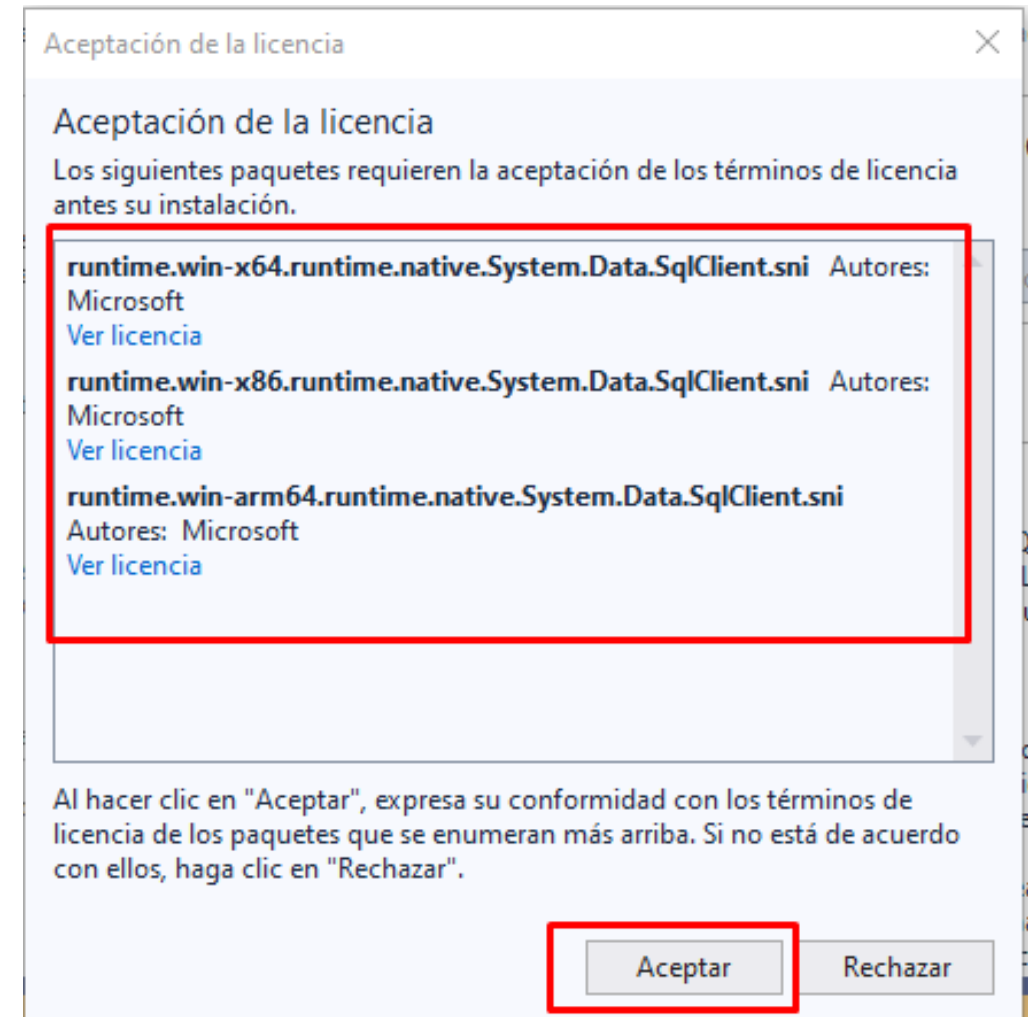 Aceptación de la licencia
Aceptación de la licencia
Los siguientes paquetes requieren la aceptación de los términos de licencia
antes su instalación.
runtime.win-x64.runtime.native.System.Data.SqlClient.sni Autores:
Microsoft
Ver licencia
runtime.win-x86.runtime.native.System.Data.SqlClient.sni Autores:
Microsoft
Ver licencia
runtime.win-arm64.runtime.native.System.Data.SqlClient.sni
Autores: Microsoft
Ver licencia
Al hacer clic en "Aceptar", expresa su conformidad con los términos de
licencia de los paquetes que se enumeran más arriba. Si no está de acuerdo
con ellos, haga clic en "Rechazar".
Aceptar Rechazar